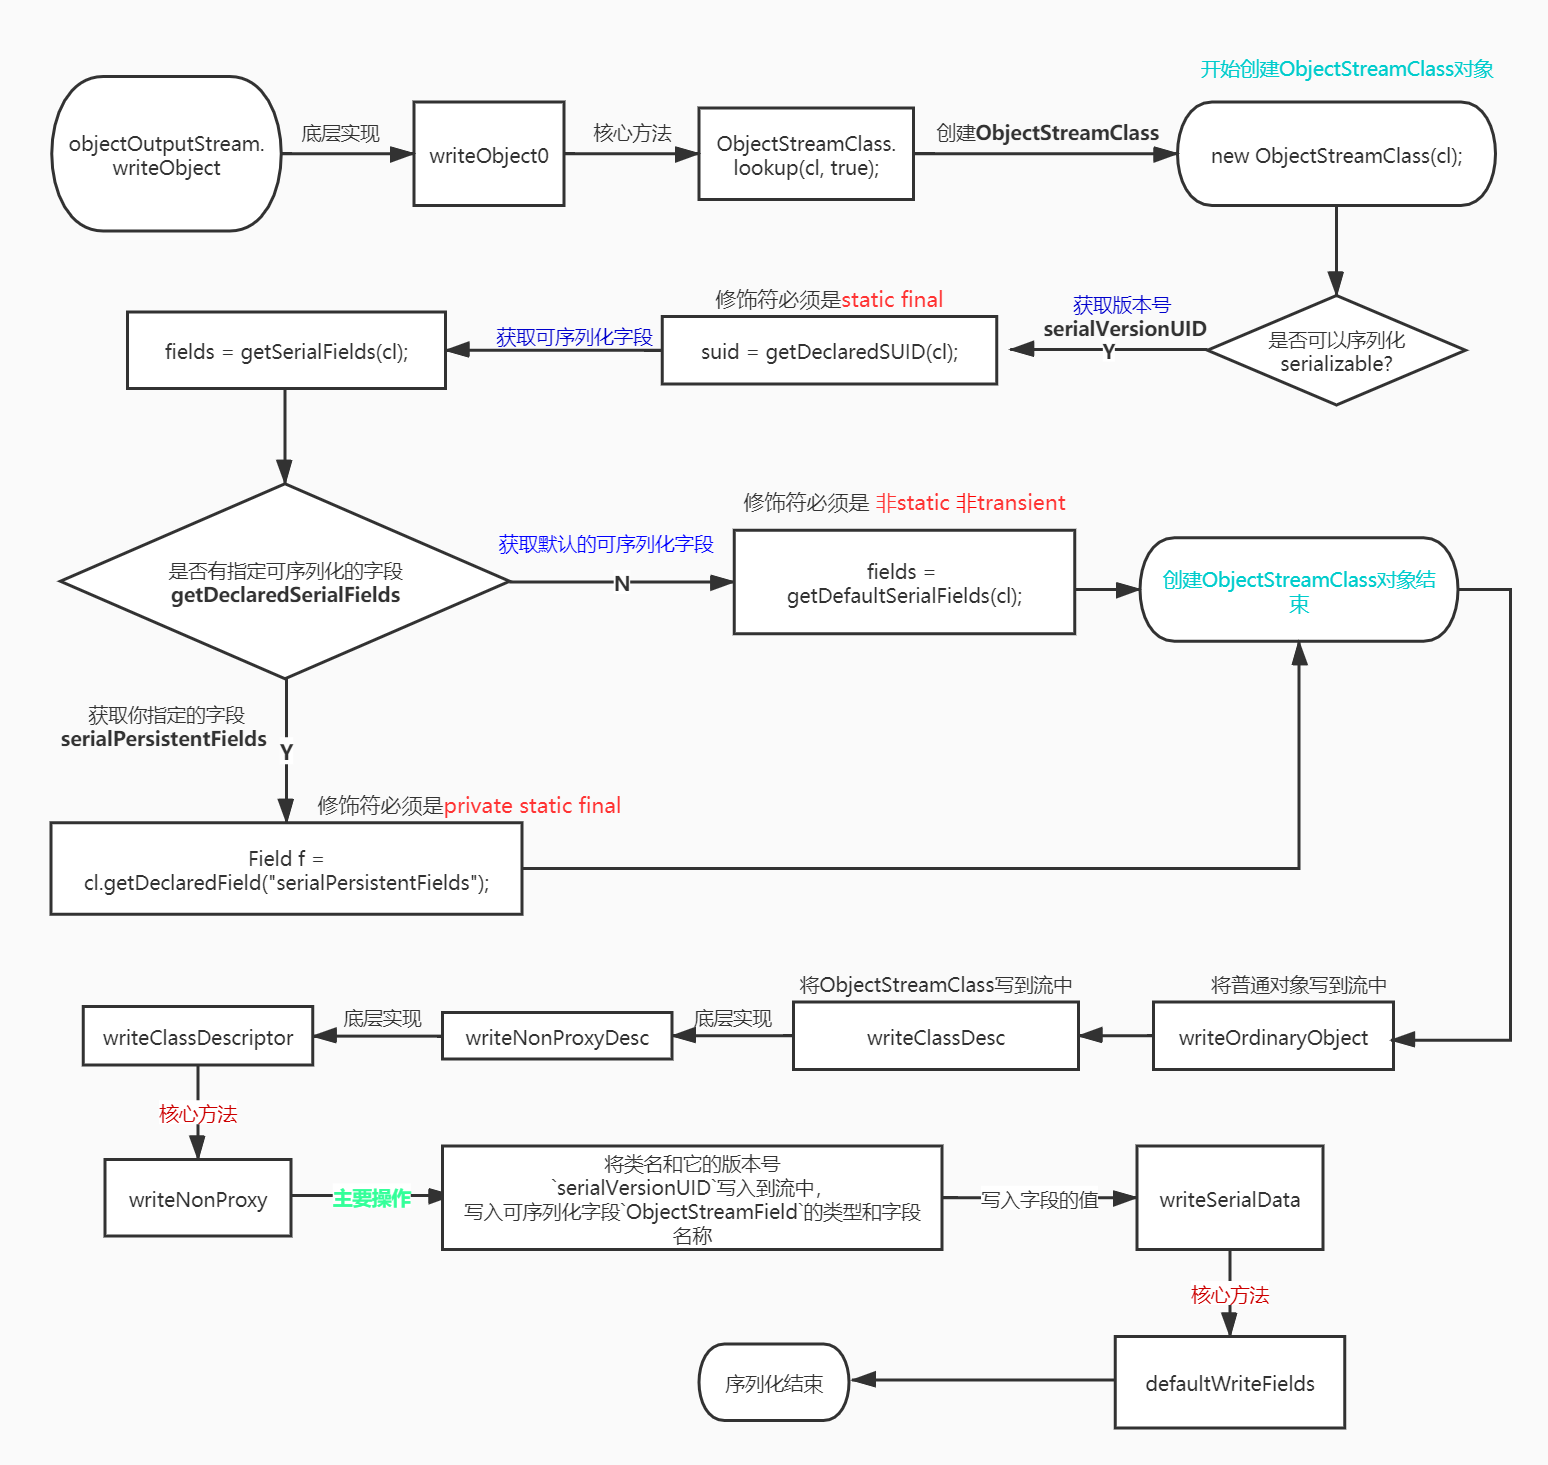 开始创建ObjectStreamClass对象
objectOutputStream.
writeObject
底层实现
writeObject0
核心方法
ObjectStreamClass.
lookup(cl, true);
创建ObjectStreamClass
new ObjectStreamClass(cl);
是否可以序列化
serializable?
获取版本号
serialVersionUID
Y
修饰符必须是static final
suid = getDeclaredSUID(cl);
获取可序列化字段
fields = getSerialFields(cl);
是否有指定可序列化的字段
getDeclaredSerialFields
获取默认的可序列化字段
N
修饰符必须是 非static 非transient
fields =
getDefaultSerialFields(cl);
创建ObjectStreamClass对象结
束
获取你指定的字段
serialPersistentFields
Y
修饰符必须是private static final
Field f =
cl.getDeclaredField("serialPersistentFields");
将普通对象写到流中
writeOrdinaryObject
将ObjectStreamClass写到流中
writeClassDesc
底层实现
writeNonProxyDesc
底层实现
writeClassDescriptor
核心方法
writeNonProxy
主要操作
将类名和它的版本号
`serialVersionUID`写入到流中，
写入可序列化字段`ObjectStreamField`的类型和字段
名称
写入字段的值
writeSerialData
核心方法
defaultWriteFields
序列化结束